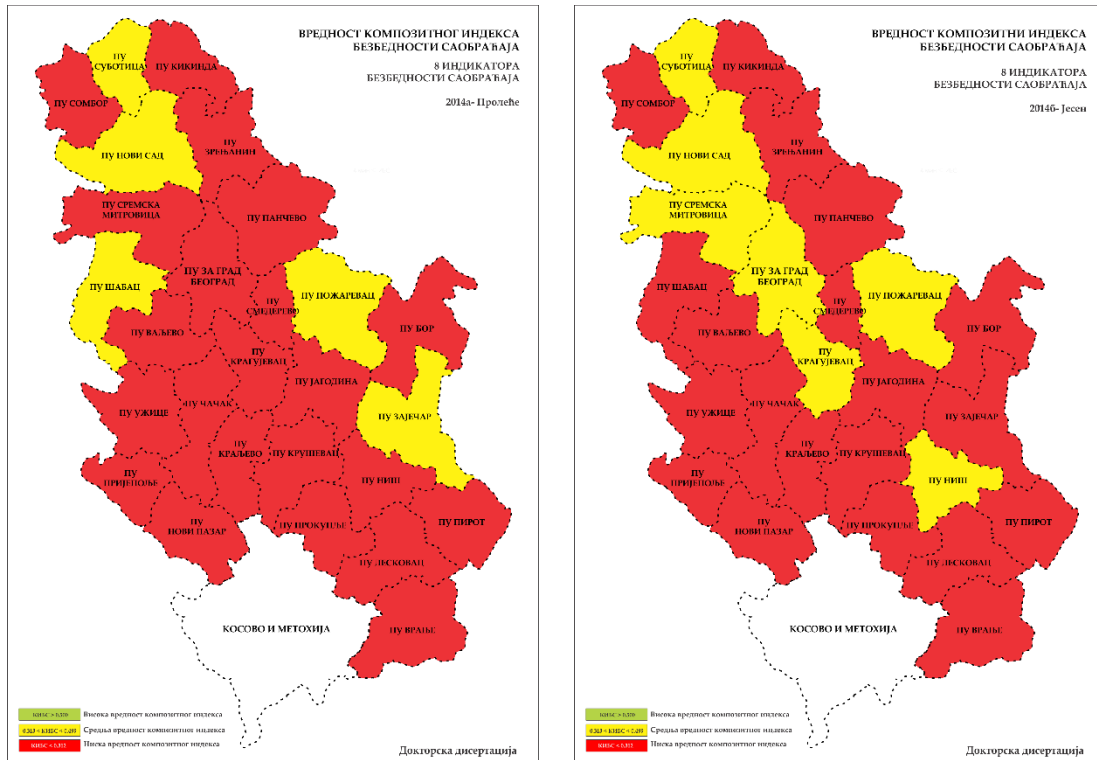 ВРЕДНОСТ КОМПОЗИТНОГ ИНДЕКСА
БЕЗБЕДНОСТИ САОБРАЋАЈА
8 ИНДИКАТОРА
БЕЗБЕДНОСТИ САОБРАЋАЈА
2014а- Пролеће
ПУ
СУБОТИЦА
ПУ КИКИНДА
ПУ СОМБОР
ПУ НОВИ САД
ПУ
ЗРЕЊАНИН
ПУ СРЕМСКА
МИТРОВИЦА
ПУ ПАНЧЕВО
ПУ ШАБАЦ
ПУ ЗА ГРАД
БЕОГРАД
ПУ
СМЕДЕРЕВО
ПУ ПОЖАРЕВАЦ
ПУ БОР
ПУ ВАЉЕВО
ПУ
КРАГУЈЕВАЦ
ПУ ЈАГОДИНА
ПУ УЖИЦЕ
ПУ ЧАЧАК
ПУ ЗАЈЕЧАР
ПУ
КРАЉЕВО
ПУ КРУШЕВАЦ
ПУ
ПРИЈЕПОЉЕ
ПУ НИШ
ПУ
НОВИ ПАЗАР
ПУ ПРОКУПЉЕ
ПУ ПИРОТ
ПУ ЛЕСКОВАЦ
КОСОВО И МЕТОХИЈА
ПУ ВРАЊЕ
Висока вредност композитног индекса
Средња вредност композитног индекса
Ниска вредност композитног индекса
Докторска дисертација
ВРЕДНОСТ КОМПОЗИТНИ ИНДЕКСА
БЕЗБЕДНОСТИ САОБРАЋАЈА
8 ИНДИКАТОРА
БЕЗБЕДНОСТИ САОБРАЋАЈА
2014б- Јесен
ПУ
СУБОТИЦА
ПУ КИКИНДА
ПУ СОМБОР
ПУ НОВИ САД
ПУ
ЗРЕЊАНИН
ПУ СРЕМСКА
МИТРОВИЦА
ПУ ПАНЧЕВО
ПУ ШАБАЦ
ПУ ЗА ГРАД
БЕОГРАД
ПУ
СМЕДЕРЕВО
ПУ ПОЖАРЕВАЦ
ПУ БОР
ПУ ВАЉЕВО
ПУ
КРАГУЈЕВАЦ
ПУ ЈАГОДИНА
ПУ УЖИЦЕ
ПУ ЧАЧАК
ПУ ЗАЈЕЧАР
ПУ
КРАЉЕВО
ПУ КРУШЕВАЦ
ПУ
ПРИЈЕПОЉЕ
ПУ НИШ
ПУ
НОВИ ПАЗАР
ПУ ПРОКУПЉЕ
ПУ ПИРОТ
ПУ ЛЕСКОВАЦ
КОСОВО И МЕТОХИЈА
ПУ ВРАЊЕ
Висока вредност композитног индекса
Средња вредност композитног индекса
Ниска вредност композитног индекса
Докторска дисертација